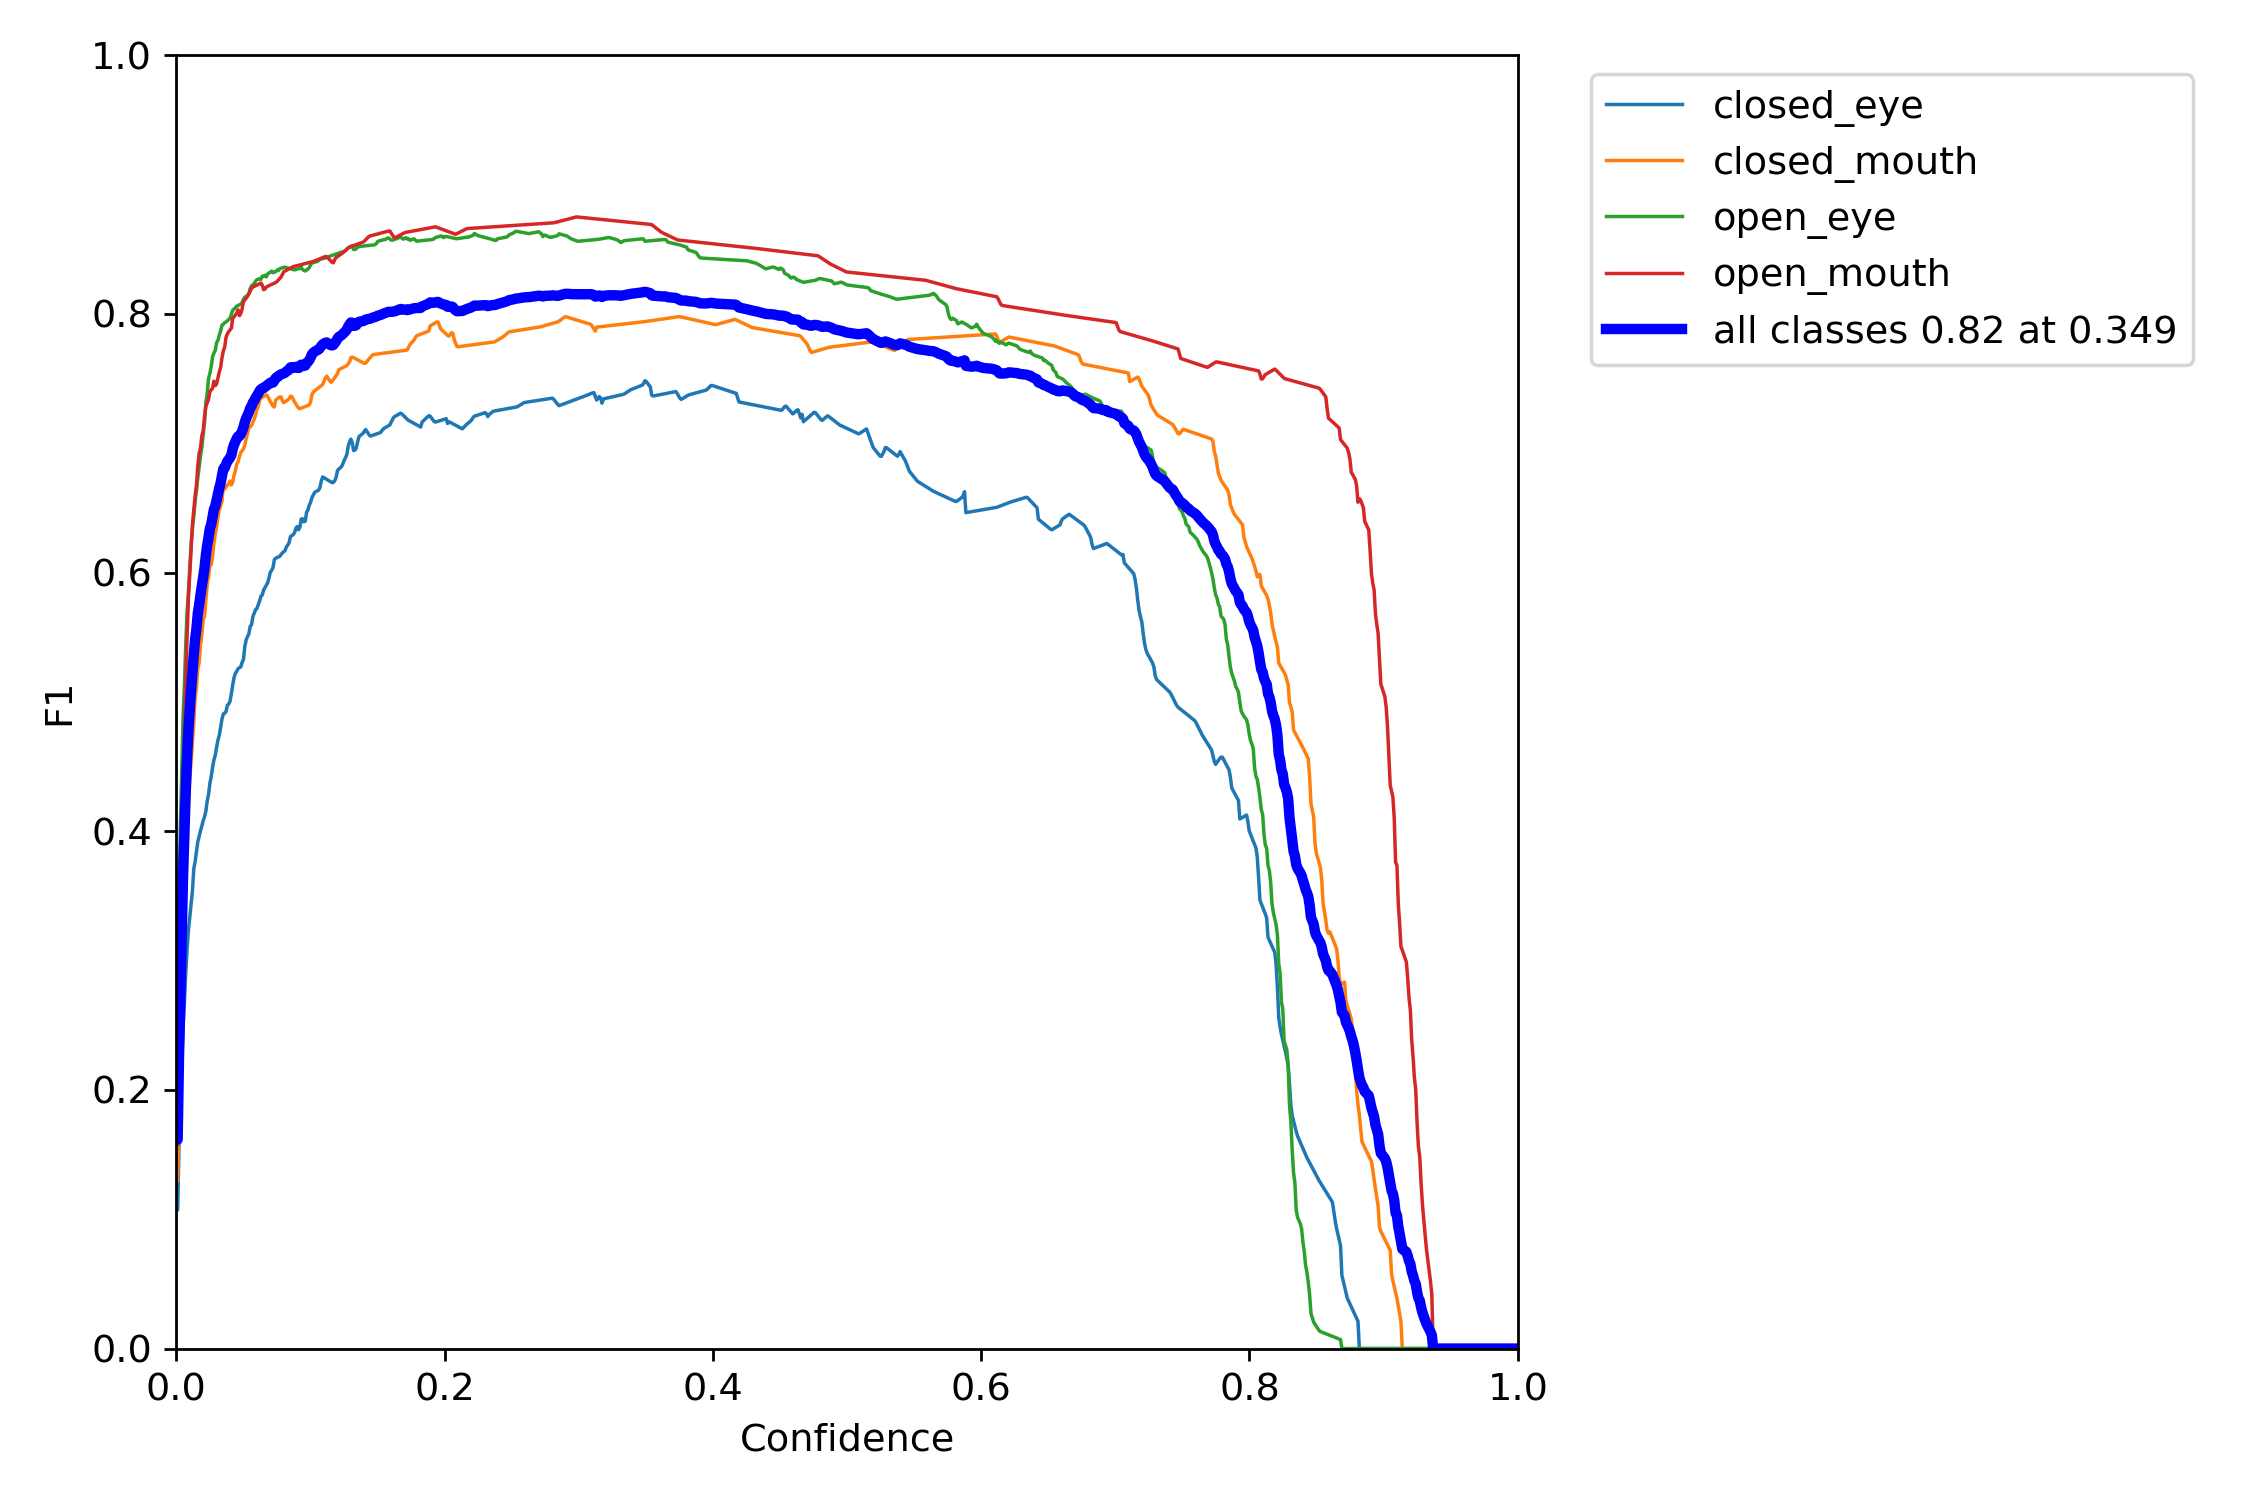 1.0
0.8
0.6
0.4
0.2
0.0
F1
0.0 0.2 0.4 0.6 0.8 1.0
Confidence
closed_eye
closed_mouth
open_eye
open_mouth
all classes 0.82 at 0.349